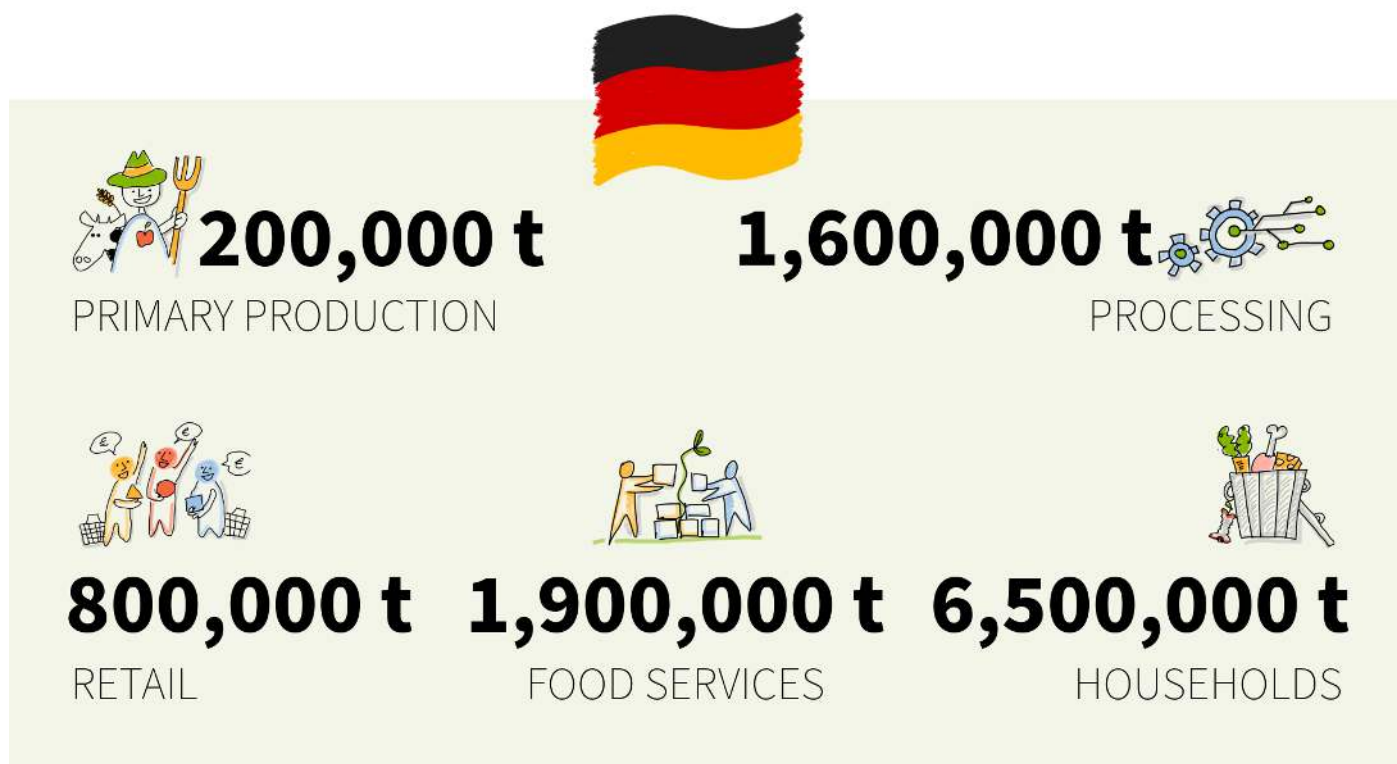 200,000 t
PRIMARY PRODUCTION
1,600,000 t
PROCESSING
€ € €
800,000 t
RETAIL
1,900,000 t
FOOD SERVICES
6,500,000 t
HOUSEHOLDS